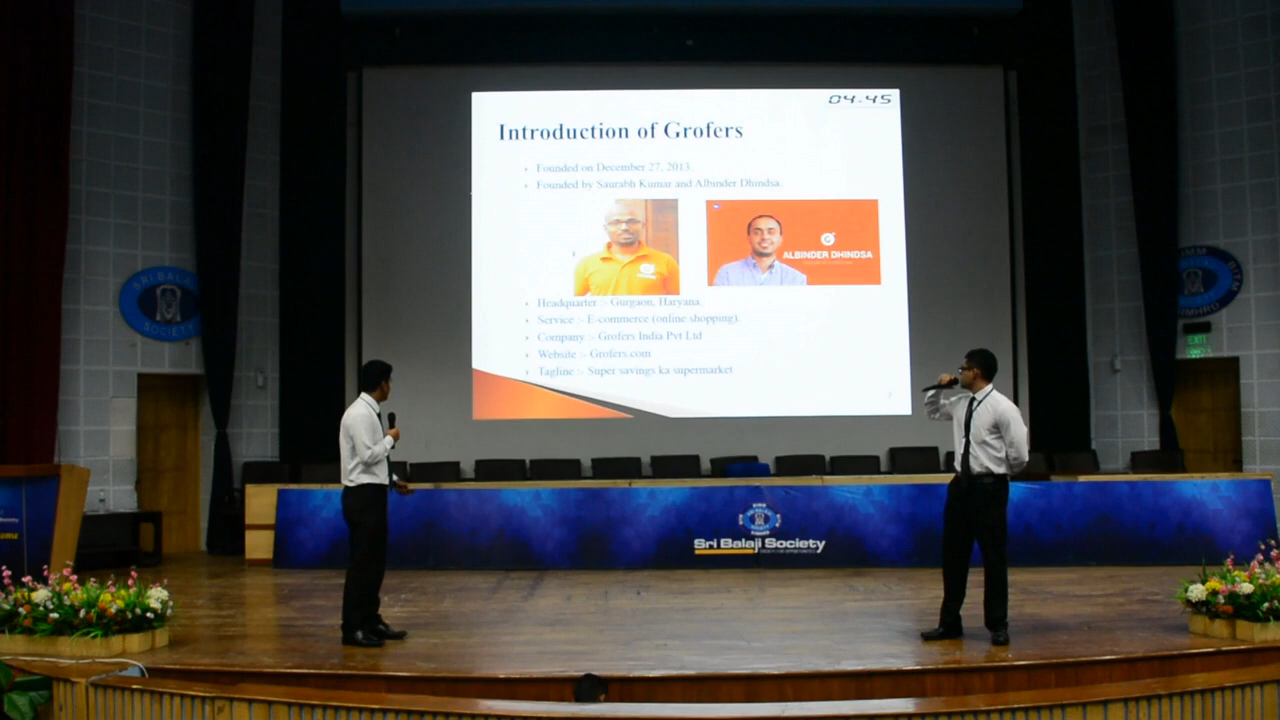 04:45
Introduction of Grofers
Founded on December 27, 2013.
Founded by Saurabh Kumar and Albinder Dhindsa.
ALBINDER DHINDSA
Headquarter :- Gurgaon, Haryana.
Service :- E-commerce (online shopping).
Company :- Grofers India Pvt Ltd
Website :- Grofers.com
Tagline :- Super savings ka supermarket
SRI BALAJI
SOCIETY
EXIT
Sri Balaji Society